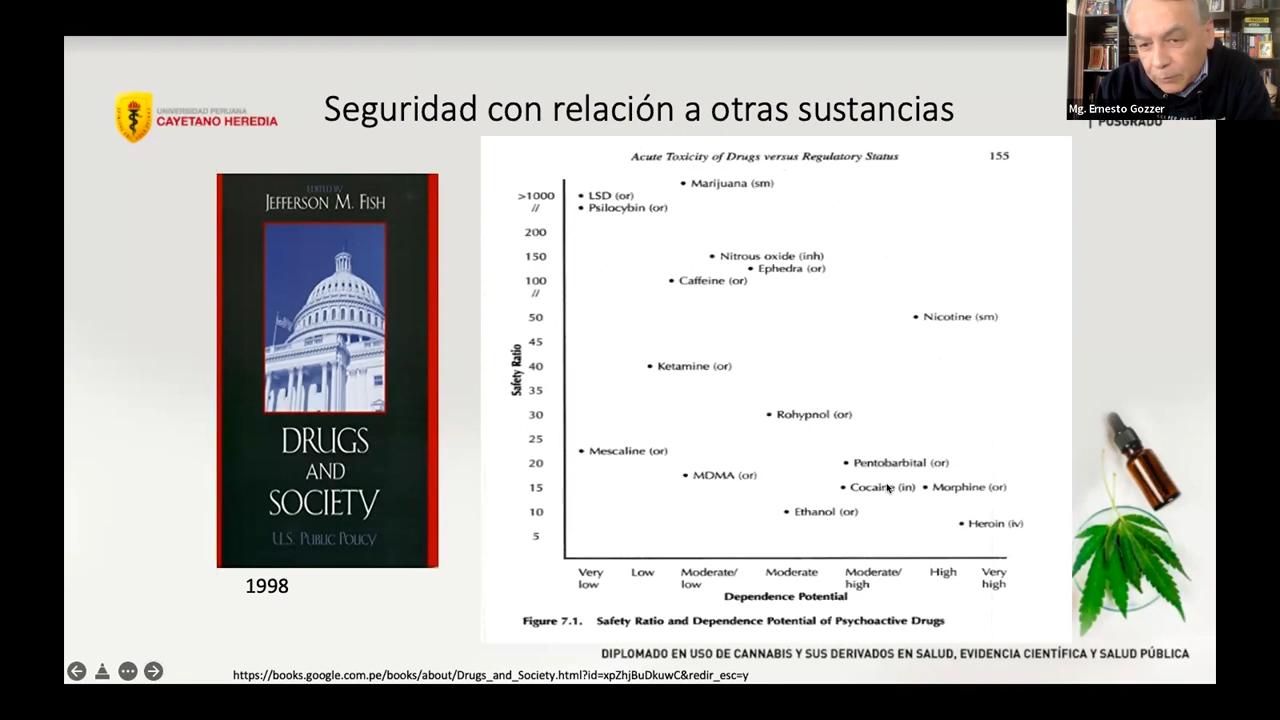 Mg. Ernesto Gozzer
UNIVERSIDAD PERUANA
CAYETANO HEREDIA
Seguridad con relación a otras sustancias
POSGRADO
EDITED BY
JEFFERSON M. FISH
DRUGS
AND
SOCIETY
U.S. PUBLIC POLICY
1998
Acute Toxicity of Drugs versus Regulatory Status 155
Safety Ratio
>1000
//
200
150
100
//
50
45
40
35
30
25
20
15
10
5
• Marijuana (sm)
• LSD (or)
• Psilocybin (or)
• Nitrous oxide (inh)
• Ephedra (or)
• Caffeine (or)
• Nicotine (sm)
• Ketamine (or)
• Rohypnol (or)
• Mescaline (or)
• Pentobarbital (or)
• MDMA (or)
• Cocaine (in) • Morphine (or)
• Ethanol (or)
• Heroin (iv)
Very low Low Moderate/ low Moderate Moderate/ high High Very high
Dependence Potential
Figure 7.1. Safety Ratio and Dependence Potential of Psychoactive Drugs
DIPLOMADO EN USO DE CANNABIS Y SUS DERIVADOS EN SALUD, EVIDENCIA CIENTÍFICA Y SALUD PÚBLICA
https://books.google.com.pe/books/about/Drugs_and_Society.html?id=xpZhjBuDkuwC&redir_esc=y